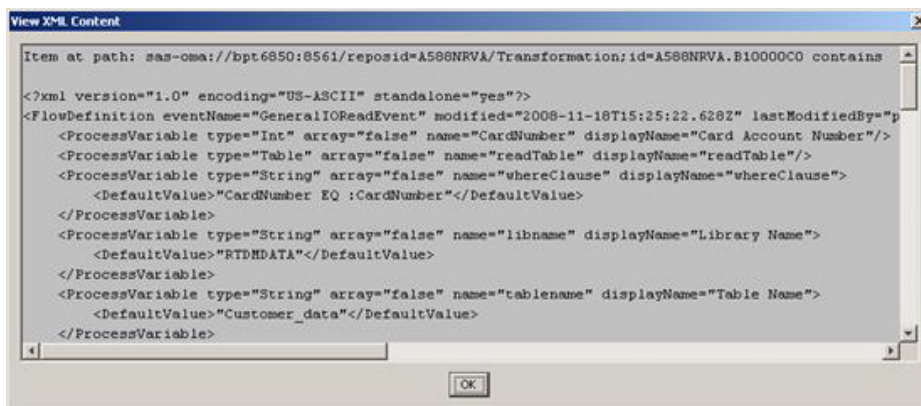 View XML Content
Item at path: sas-oma://bpt6850:8561/reposid=A588NRVA/Transformation;id=A588NRVA.B10000C0 contains
<?xml version="1.0" encoding="US-ASCII" standalone="yes"?>
<FlowDefinition eventName="GeneralIOReadEvent" modified="2008-11-18T15:25:22.628Z" lastModifiedBy="p
<ProcessVariable type="Int" array="false" name="CardNumber" displayName="Card Account Number"/>
<ProcessVariable type="Table" array="false" name="readTable" displayName="readTable"/>
<ProcessVariable type="String" array="false" name="whereClause" displayName="whereClause">
<DefaultValue>"CardNumber EQ :CardNumber"</DefaultValue>
</ProcessVariable>
<ProcessVariable type="String" array="false" name="libname" displayName="Library Name">
<DefaultValue>"RTDMDATA"</DefaultValue>
</ProcessVariable>
<ProcessVariable type="String" array="false" name="tablename" displayName="Table Name">
<DefaultValue>"Customer_data"</DefaultValue>
</ProcessVariable>
OK